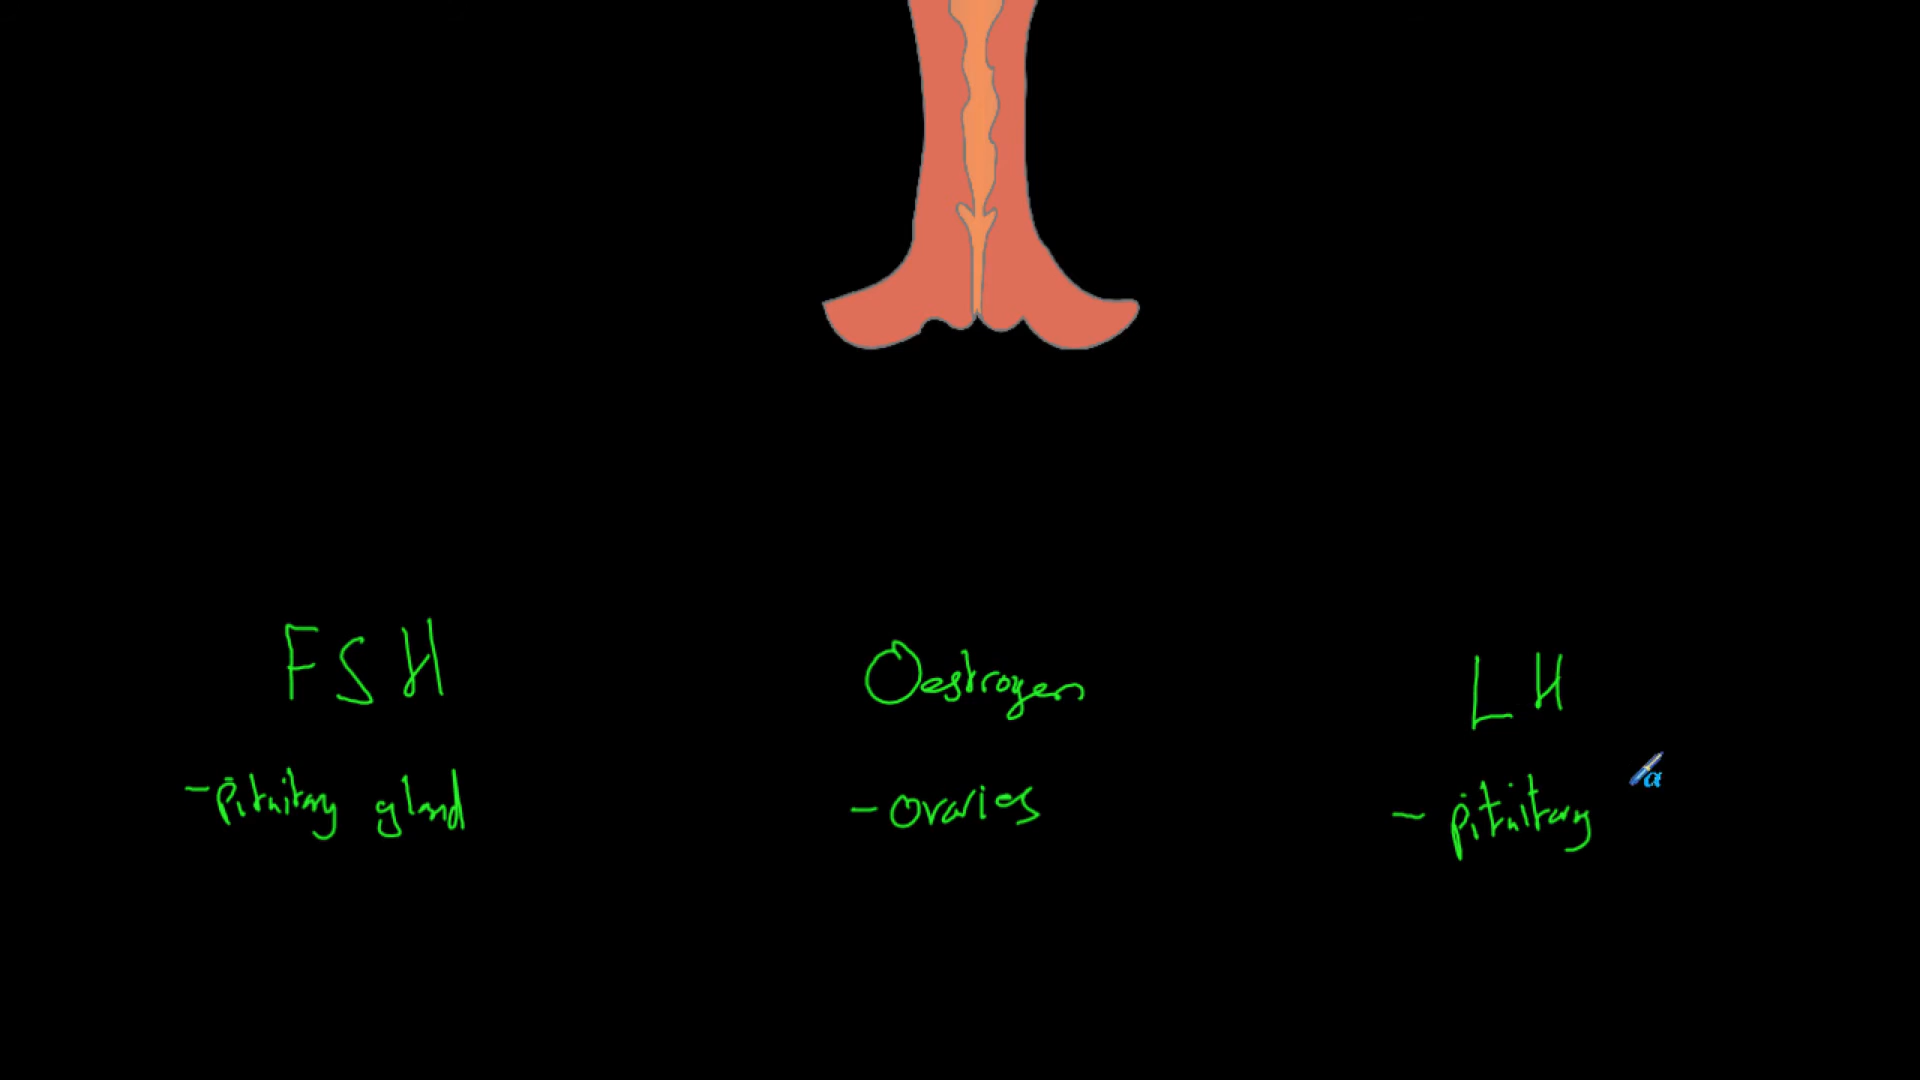 FSH
Oestrogen
LH
- Pituitary gland
- Ovaries
- pituitary